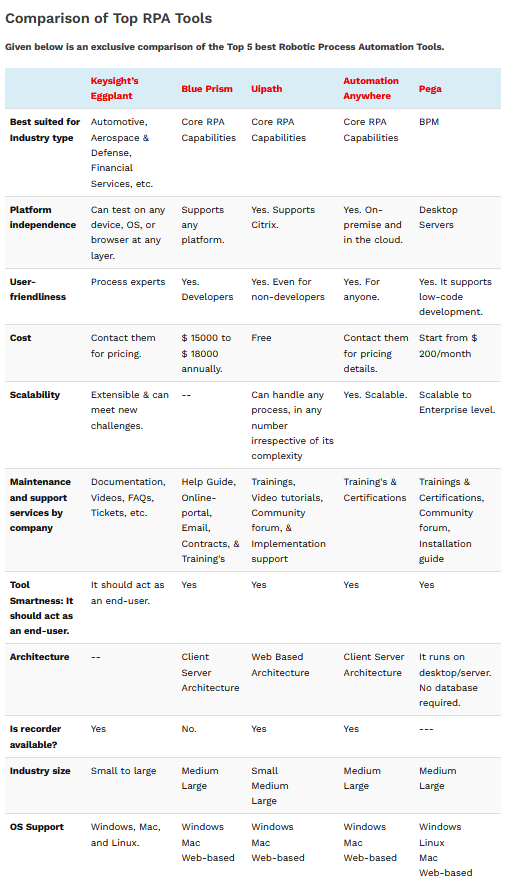 Comparison of Top RPA Tools
Given below is an exclusive comparison of the Top 5 best Robotic Process Automation Tools.
Keysight's
Eggplant
Blue Prism
Uipath
Automation
Anywhere
Pega
Best suited for
Industry type
Automotive,
Aerospace &
Defense,
Financial
Services, etc.
Core RPA
Capabilities
Core RPA
Capabilities
Core RPA
Capabilities
BPM
Platform
independence
Can test on any
device, OS, or
browser at any
layer.
Supports
any
platform.
Yes. Supports
Citrix.
Yes. On-
premise and
in the cloud.
Desktop
Servers
User-
friendliness
Process experts
Yes.
Developers
Yes. Even for
non-developers
Yes. For
anyone.
Yes. It supports
low-code
development.
Cost
Contact them
for pricing.
$ 15000 to
$ 18000
annually.
Free
Contact them
for pricing
details.
Start from $
200/month
Scalability
Extensible & can
meet new
challenges.
--
Can handle any
process, in any
number
irrespective of its
complexity
Yes. Scalable.
Scalable to
Enterprise level.
Maintenance
and support
services by
company
Documentation,
Videos, FAQs,
Tickets, etc.
Help Guide,
Online-
portal,
Email,
Contracts, &
Training's
Trainings,
Video tutorials,
Community
forum, &
Implementation
support
Training's &
Certifications
Trainings &
Certifications,
Community
forum,
Installation
guide
Tool
Smartness: It
should act as
an end-user.
It should act as
an end-user.
Yes
Yes
Yes
Yes
Architecture
--
Client
Server
Architecture
Web Based
Architecture
Client Server
Architecture
It runs on
desktop/server.
No database
required.
Is recorder
available?
Yes
No.
Yes
Yes
---
Industry size
Small to large
Medium
Large
Small
Medium
Large
Medium
Large
Medium
Large
OS Support
Windows, Mac,
and Linux.
Windows
Mac
Web-based
Windows
Mac
Web-based
Windows
Mac
Web-based
Windows
Linux
Mac
Web-based